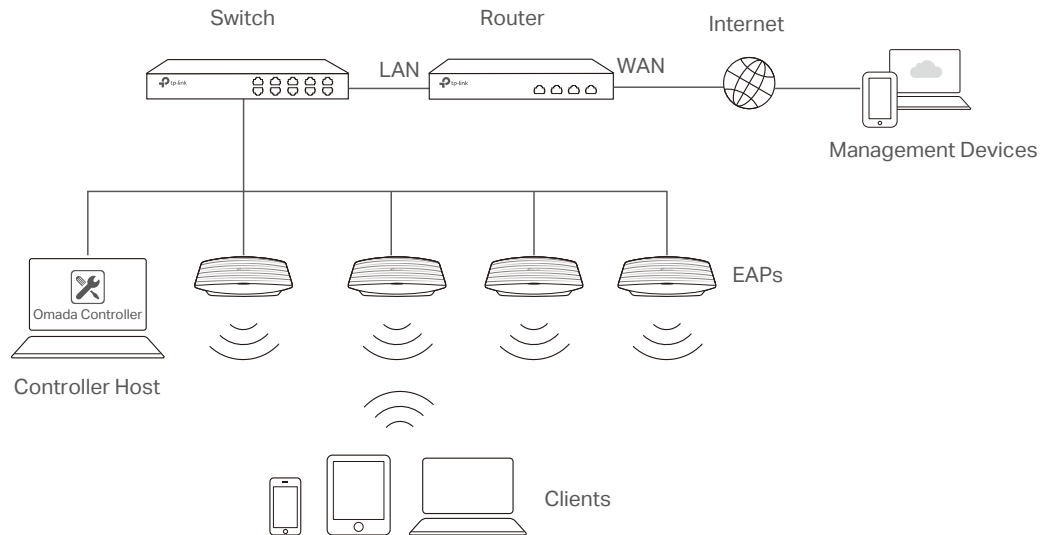 Switch
Router
Internet
tp-link
LAN
tp-link
WAN
Management Devices
Omada Controller
EAPs
Controller Host
Clients